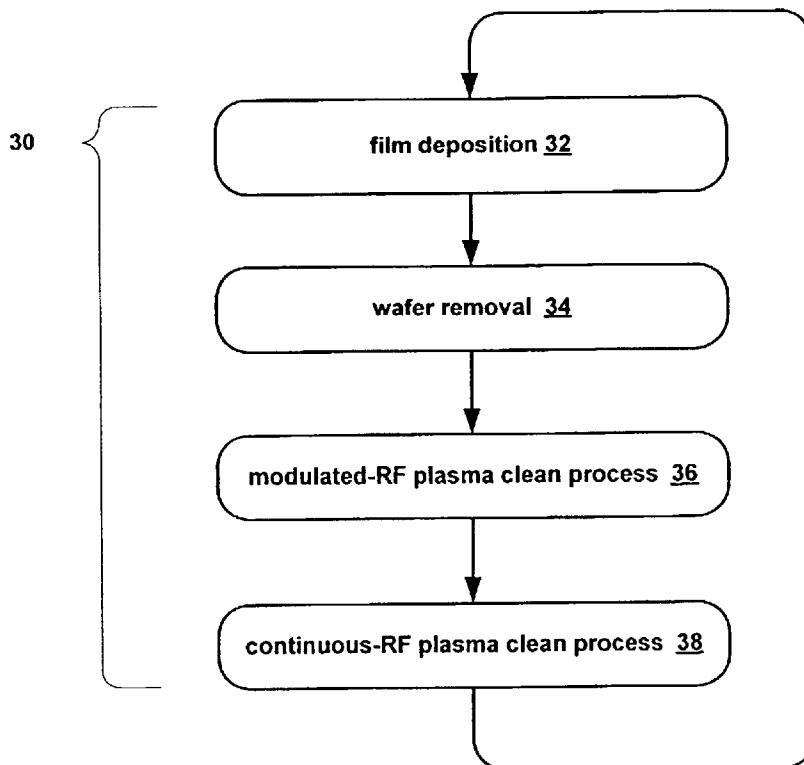 film deposition 32
30
wafer removal 34
modulated-RF plasma clean process 36
continuous-RF plasma clean process 38